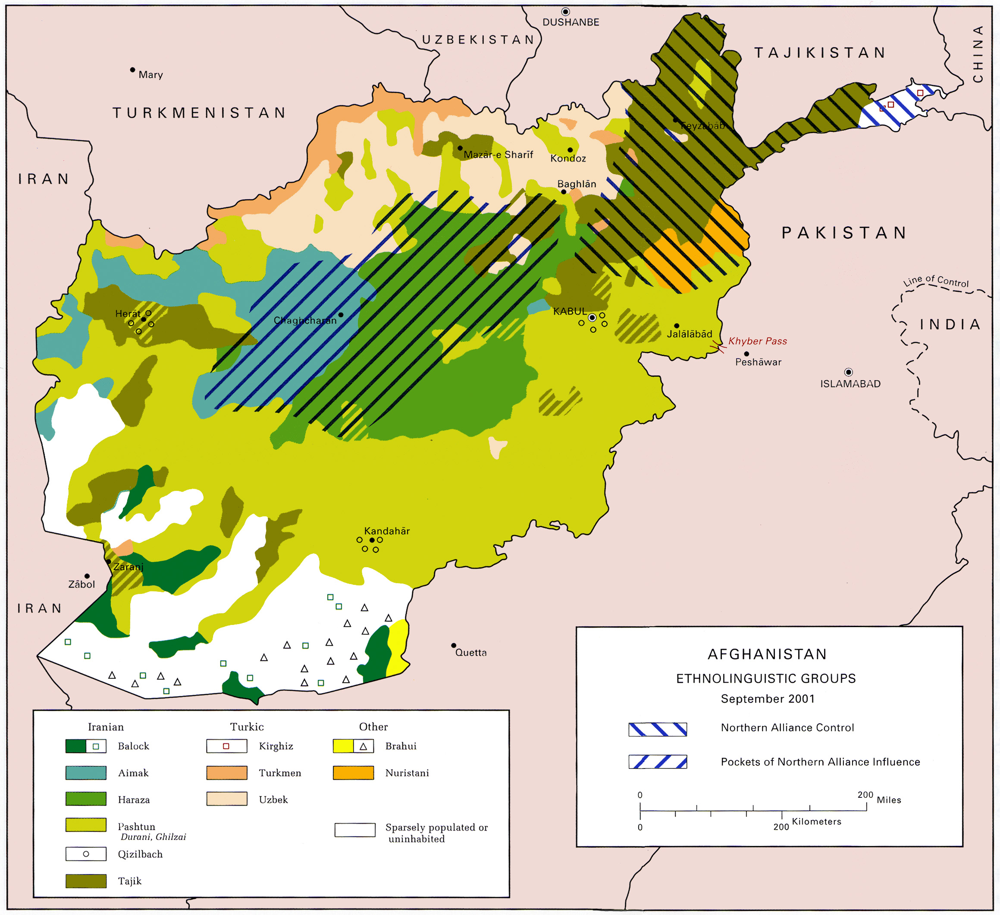 DUSHANBE
UZBEKISTAN
TAJIKISTAN
CHINA
Mary
TURKMENISTAN
Feyzābāb
Mazār-e Sharīf
Kondoz
IRAN
Baghlān
PAKISTAN
Line of Control
Herāt
Chaghcharān
KABUL
INDIA
Jalālābād
Khyber Pass
Peshāwar
ISLAMABAD
Kandahār
Zaranj
Zābol
IRAN
Quetta
AFGHANISTAN
ETHNOLINGUISTIC GROUPS
September 2001
Northern Alliance Control
Pockets of Northern Alliance Influence
0 200 Miles
0 200 Kilometers
Iranian
Balock
Aimak
Haraza
Pashtun
Durani, Ghilzai
Qizilbach
Tajik
Turkic
Kirghiz
Turkmen
Uzbek
Other
Brahui
Nuristani
Sparsely populated or
uninhabited